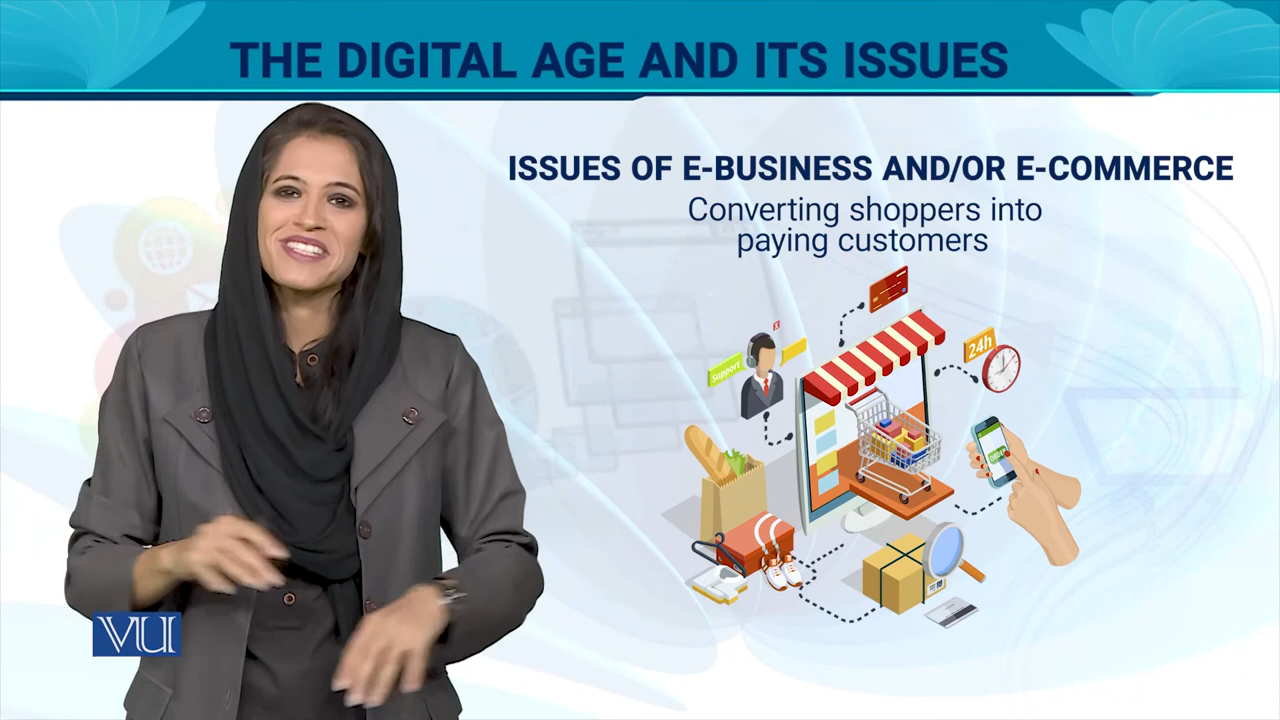 THE DIGITAL AGE AND ITS ISSUES
ISSUES OF E-BUSINESS AND/OR E-COMMERCE
Converting shoppers into
paying customers
Support
24h
ORDER
VU